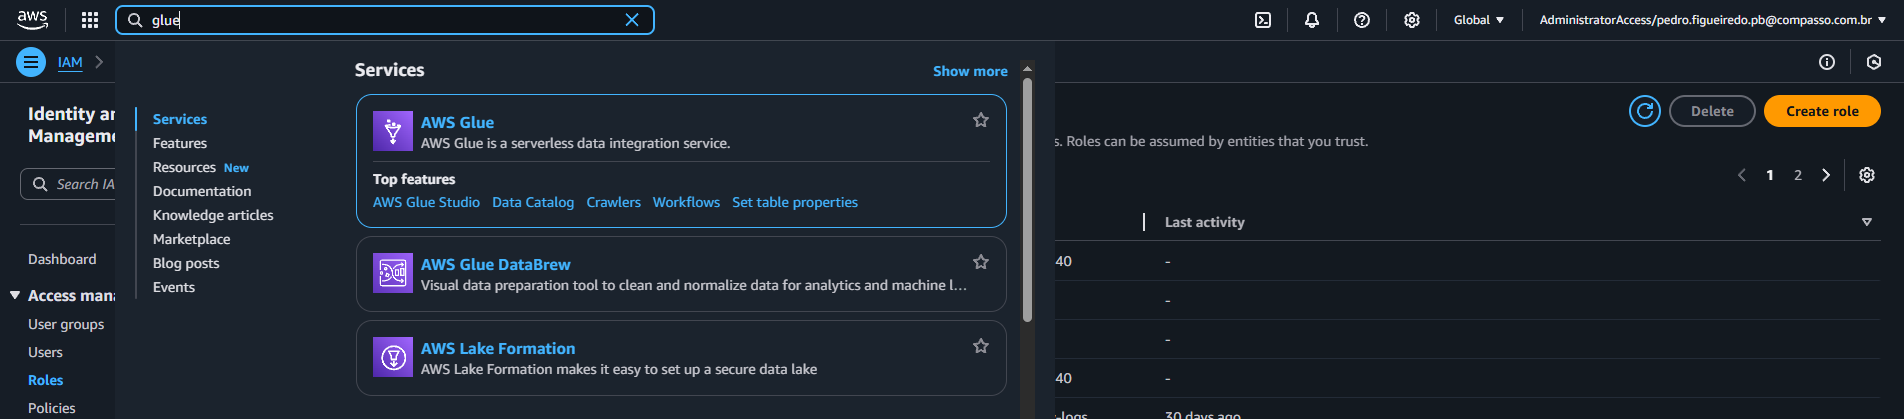 aws
glue
Global
AdministratorAccess/pedro.figueiredo.pb@compasso.com.br
IAM
Identity an
Manageme
Search IA
Dashboard
Access mana
User groups
Users
Roles
Policies
Services
Features
Resources New
Documentation
Knowledge articles
Marketplace
Blog posts
Events
Services
Show more
AWS Glue
AWS Glue is a serverless data integration service.
Top features
AWS Glue Studio Data Catalog Crawlers Workflows Set table properties
AWS Glue DataBrew
Visual data preparation tool to clean and normalize data for analytics and machine l...
AWS Lake Formation
AWS Lake Formation makes it easy to set up a secure data lake
Delete
Create role
s. Roles can be assumed by entities that you trust.
1 2
Last activity
40 -
-
-
40 -
-logs 30 days ago